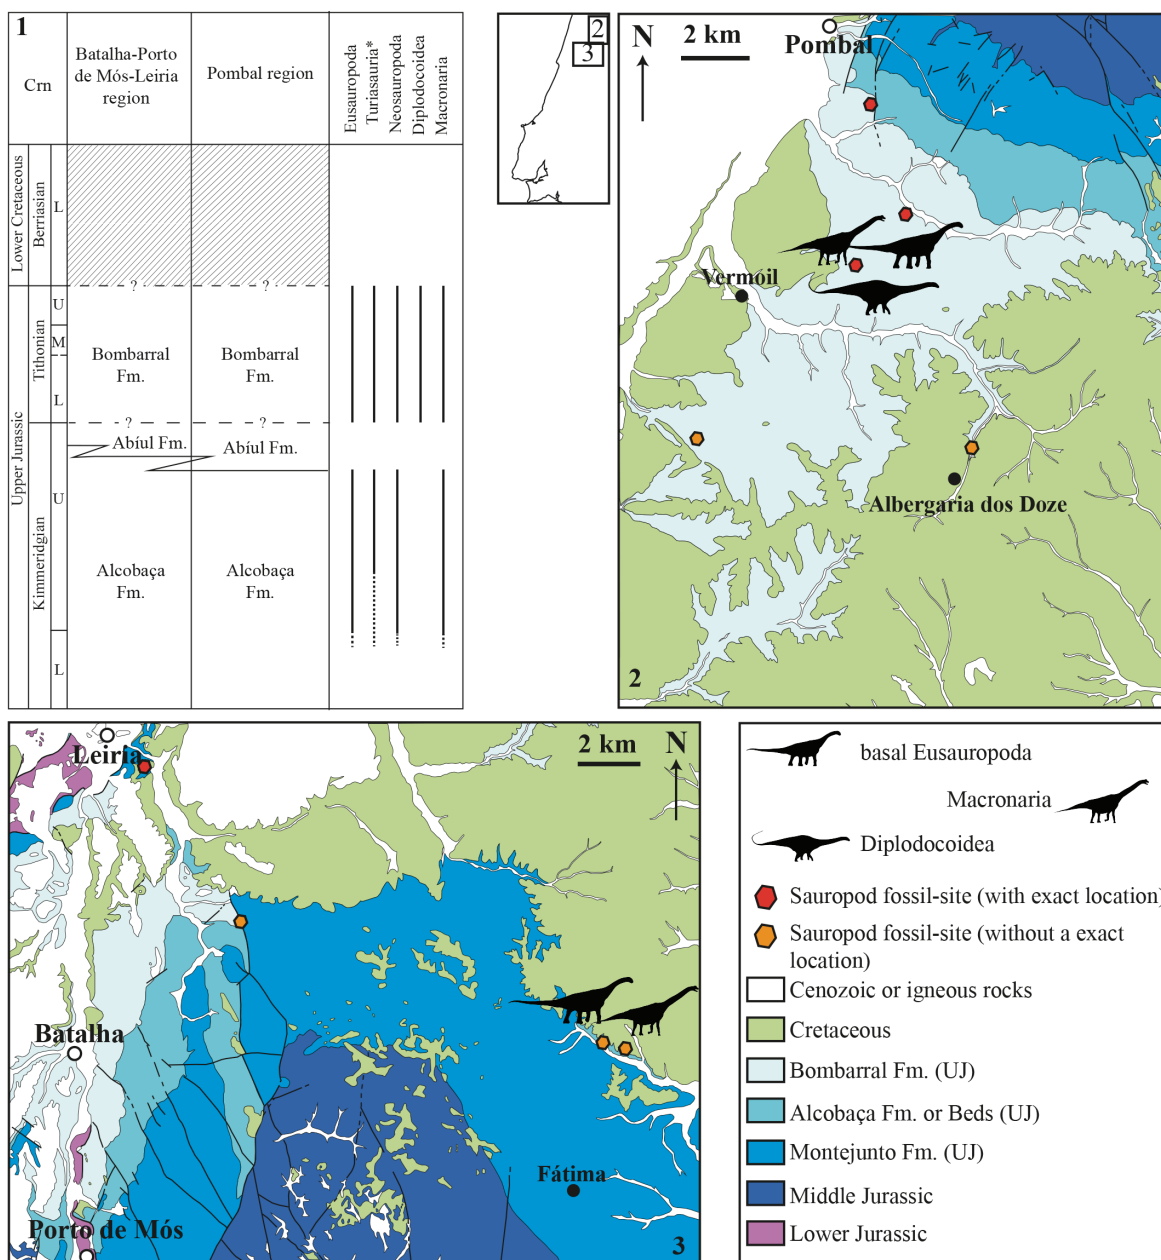 1
Crn
Batalha-Porto
de Mós-Leiria
region
Pombal region
Eusauropoda
Turiasauria*
Neosauropoda
Diplodocoidea
Macronaria
Lower Cretaceous
Berriasian
L
?
?
Upper Jurassic
Tithonian
U
M
L
Bombarral
Fm.
Bombarral
Fm.
?
?
Abíul Fm.
Abíul Fm.
Kimmeridgian
U
L
Alcobaça
Fm.
Alcobaça
Fm.
2
3
N
2 km
Pombal
Vermoil
Albergaria dos Doze
2
Leiria
2 km
N
Batalha
Fátima
Porto de Mós
3
basal Eusauropoda
Macronaria
Diplodocoidea
Sauropod fossil-site (with exact location)
Sauropod fossil-site (without a exact
location)
Cenozoic or igneous rocks
Cretaceous
Bombarral Fm. (UJ)
Alcobaça Fm. or Beds (UJ)
Montejunto Fm. (UJ)
Middle Jurassic
Lower Jurassic